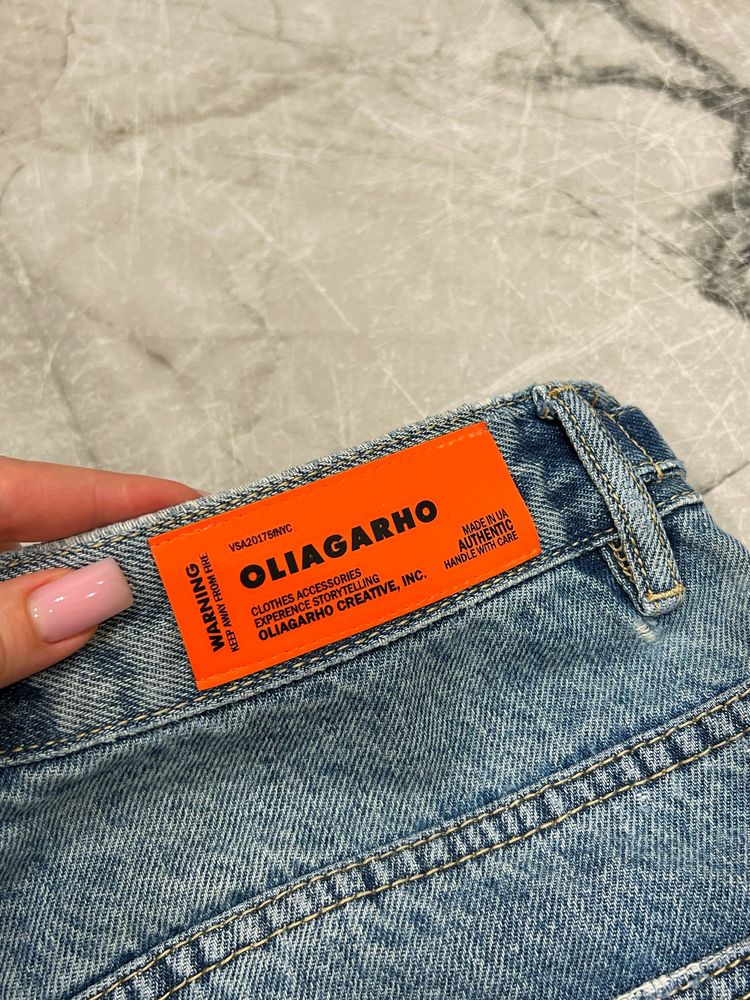 WARNING
KEEP AWAY FROM FIRE
VSA20175/NYC
OLIAGARHO
CLOTHES ACCESSORIES
EXPERENCE STORYTELLING
OLIAGARHO CREATIVE, INC.
MADE IN UA
AUTHENTIC
HANDLE WITH CARE